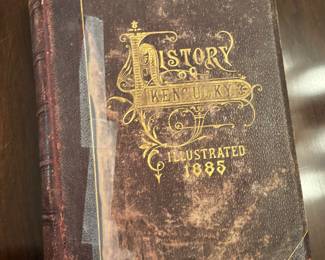 HISTORY
OF
KENTUCKY
ILLUSTRATED
1885